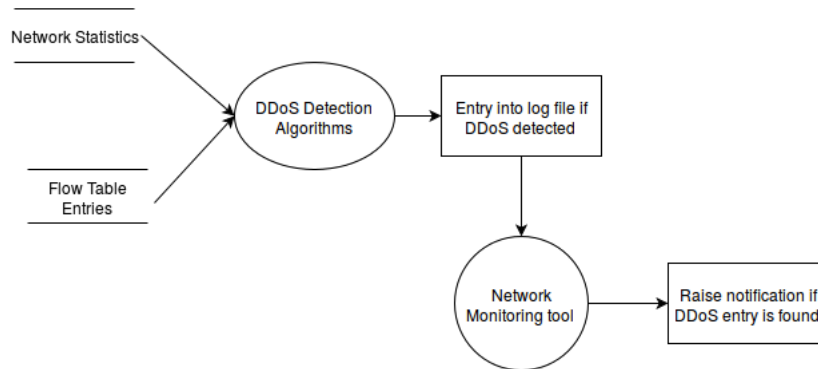 Network Statistics
DDoS Detection
Algorithms
Entry into log file if
DDoS detected
Flow Table
Entries
Network
Monitoring tool
Raise notification if
DDoS entry is found